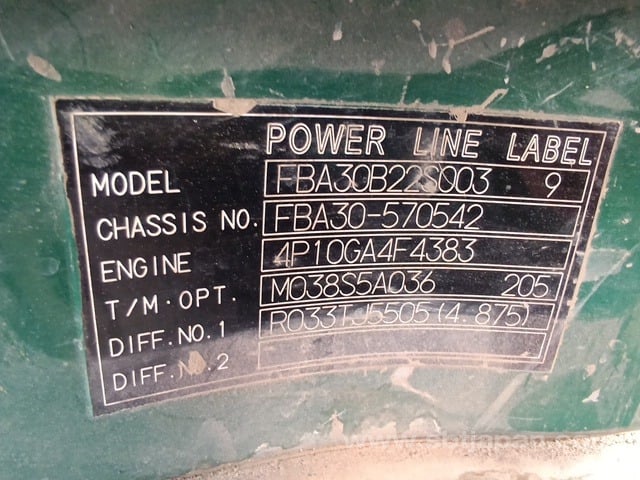 POWER LINE LABEL
MODEL FBA30B22S003 9
CHASSIS NO. FBA30-570542
ENGINE 4P10GA4F4383
T/M·OPT. M038S5A036 205
DIFF.NO.1 R033TJ5505(4.875)
DIFF.NO.2